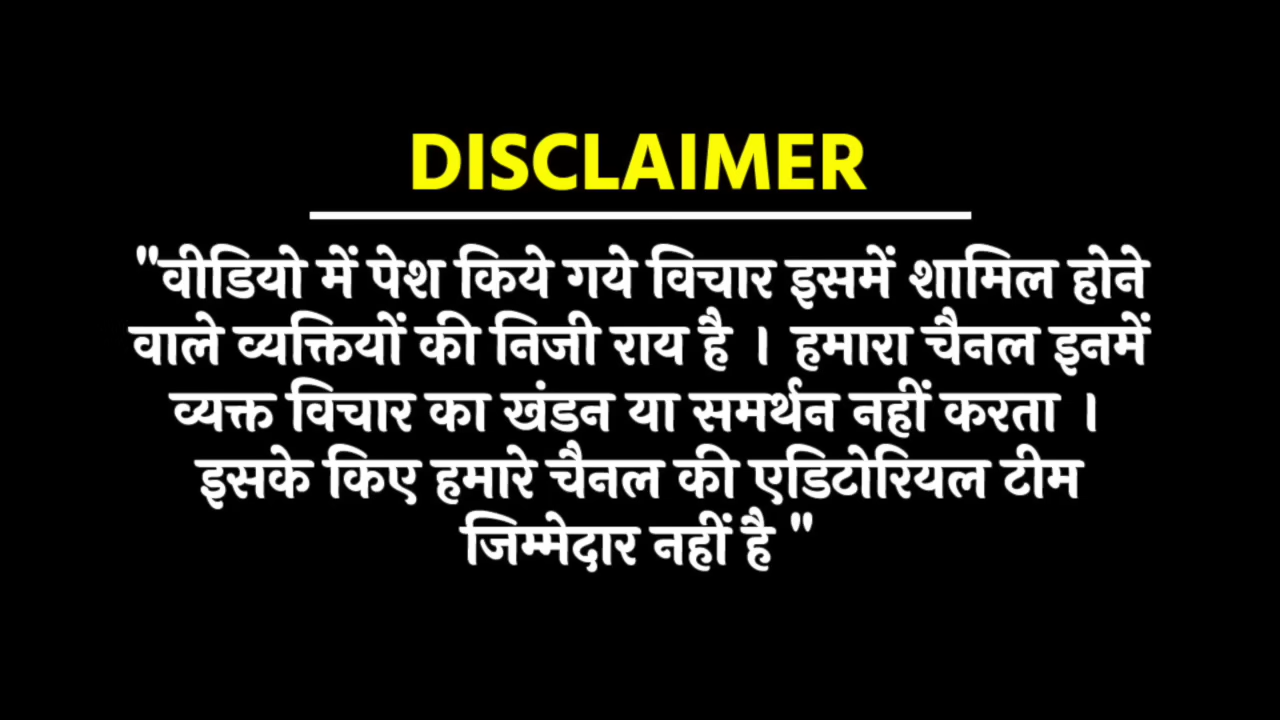 DISCLAIMER
"वीडियो में पेश किये गये विचार इसमें शामिल होने
वाले व्यक्तियों की निजी राय है । हमारा चैनल इनमें
व्यक्त विचार का खंडन या समर्थन नहीं करता ।
इसके किए हमारे चैनल की एडिटोरियल टीम
जिम्मेदार नहीं है "